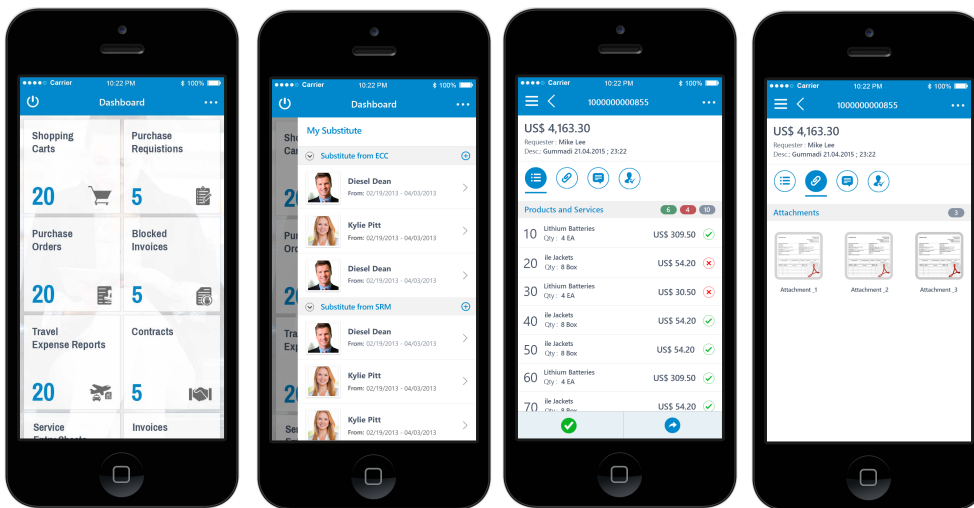 Carrier 10:22 PM 100%
Dashboard
Shopping
Carts
20
Purchase
Requistions
5
Purchase
Orders
20
Blocked
Invoices
5
Travel
Expense Reports
20
Contracts
5
Service
Entry Sheets
Invoices
Carrier 10:22 PM 100%
Dashboard
My Substitute
Substitute from ECC
Diesel Dean
From: 02/19/2013 - 04/03/2013
Kylie Pitt
From: 02/19/2013 - 04/03/2013
Diesel Dean
From: 02/19/2013 - 04/03/2013
Substitute from SRM
Diesel Dean
From: 02/19/2013 - 04/03/2013
Kylie Pitt
From: 02/19/2013 - 04/03/2013
Kylie Pitt
From: 02/19/2013 - 04/03/2013
Carrier 10:22 PM 100%
1000000000855
US$ 4,163.30
Requester : Mike Lee
Desc.: Gummadi 21.04.2015 ; 23:22
Products and Services 6 4 10
10 Lithium Batteries
Qty : 4 EA US$ 309.50
20 ile Jackets
Qty : 8 Box US$ 54.20
30 Lithium Batteries
Qty : 4 EA US$ 30.50
40 ile Jackets
Qty : 8 Box US$ 54.20
50 ile Jackets
Qty : 8 Box US$ 54.20
60 Lithium Batteries
Qty : 4 EA US$ 309.50
70 ile Jackets
Qty : 8 Box US$ 54.20
Carrier 10:22 PM 100%
1000000000855
US$ 4,163.30
Requester : Mike Lee
Desc.: Gummadi 21.04.2015 ; 23:22
Attachments 3
Attachment _1
Attachment _2
Attachment _3